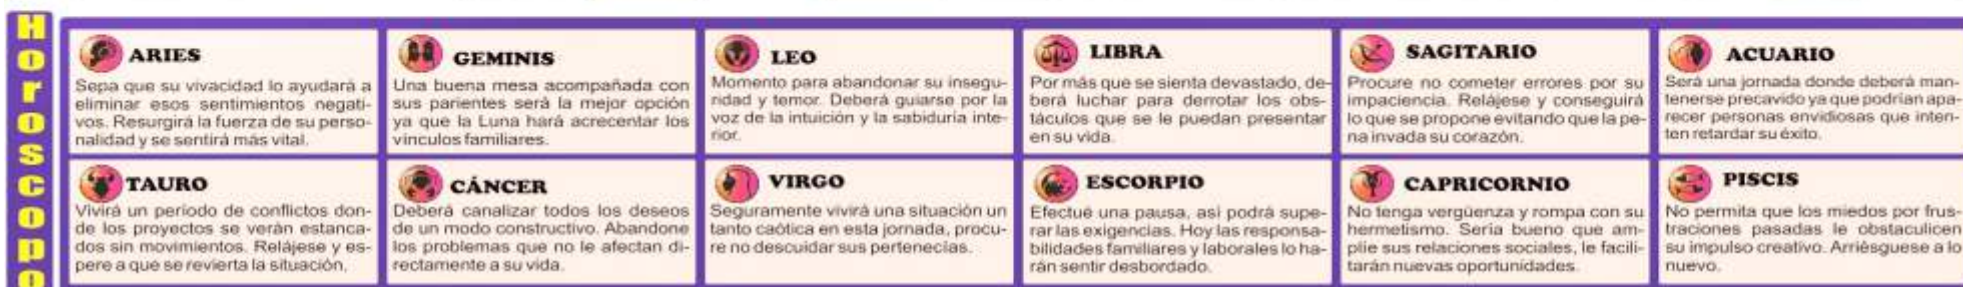 Horóscopo
ARIES
Sepa que su vivacidad lo ayudará a
eliminar esos sentimientos negati-
vos. Resurgirá la fuerza de su perso-
nalidad y se sentirá más vital.
TAURO
Vivirá un período de conflictos don-
de los proyectos se verán estanca-
dos sin movimientos. Relájese y es-
pere a que se revierta la situación.
GEMINIS
Una buena mesa acompañada con
sus parientes será la mejor opción
ya que la Luna hará acrecentar los
vínculos familiares.
CÁNCER
Deberá canalizar todos los deseos
de un modo constructivo. Abandone
los problemas que no le afectan di-
rectamente a su vida.
LEO
Momento para abandonar su insegu-
ridad y temor. Deberá guiarse por la
voz de la intuición y la sabiduría inte-
rior.
VIRGO
Seguramente vivirá una situación un
tanto caótica en esta jornada, procu-
re no descuidar sus pertenecías.
LIBRA
Por más que se sienta devastado, de-
berá luchar para derrotar los obs-
táculos que se le puedan presentar
en su vida.
ESCORPIO
Efectué una pausa, así podrá supe-
rar las exigencias. Hoy las responsa-
bilidades familiares y laborales lo ha-
rán sentir desbordado.
SAGITARIO
Procure no cometer errores por su
impaciencia. Relájese y conseguirá
lo que se propone evitando que la pe-
na invada su corazón.
CAPRICORNIO
No tenga vergüenza y rompa con su
hermetismo. Sería bueno que am-
plíe sus relaciones sociales, le facili-
tarán nuevas oportunidades.
ACUARIO
Será una jornada donde deberá man-
tenerse precavido ya que podrían apa-
recer personas envidiosas que inten-
ten retardar su éxito.
PISCIS
No permita que los miedos por frus-
traciones pasadas le obstaculicen
su impulso creativo. Arriésguese a lo
nuevo.